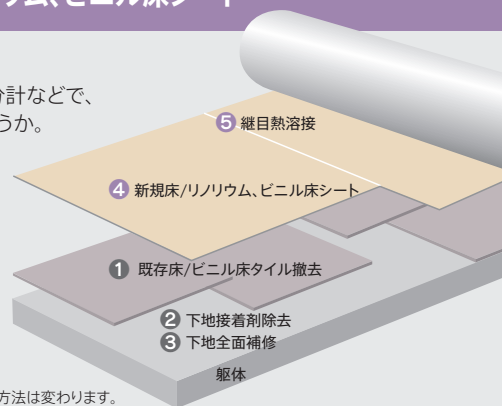 ウム、ビニル床シート
分計などで、
うか。
⑤ 継目熱溶接
④ 新規床/リノリウム、ビニル床シート
① 既存床/ビニル床タイル撤去
② 下地接着剤除去
③ 下地全面補修
躯体
方法は変わります。